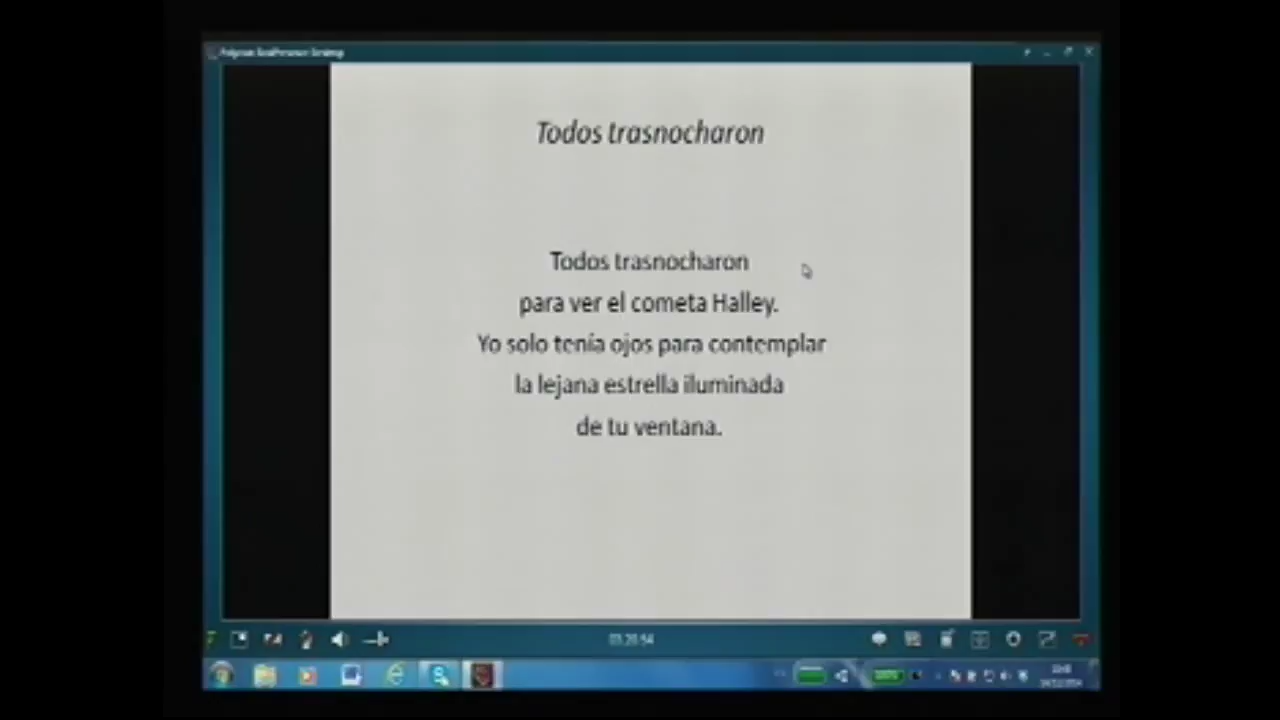 Todos trasnocharon
Todos trasnocharon
para ver el cometa Halley.
Yo solo tenía ojos para contemplar
la lejana estrella iluminada
de tu ventana.